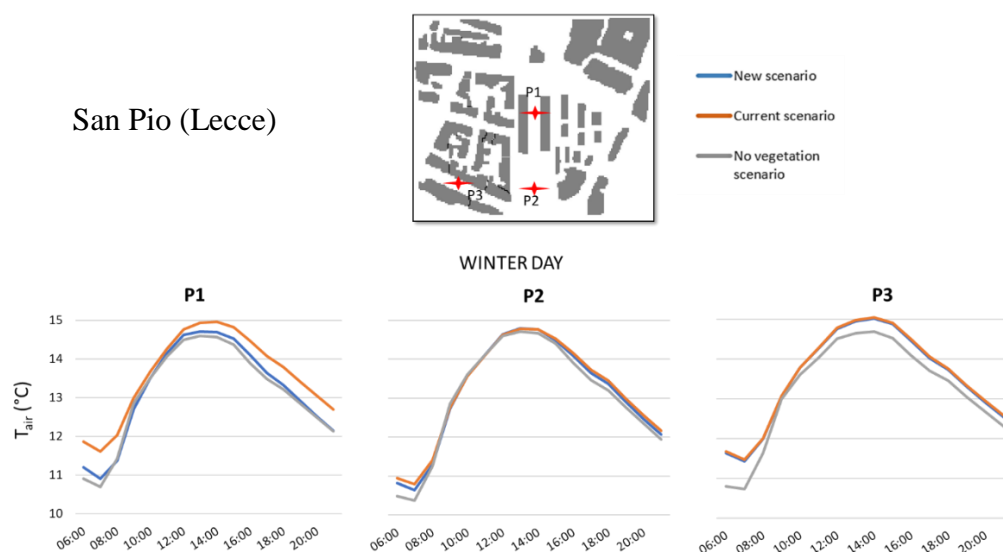 San Pio (Lecce)
P1
P2
P3
New scenario
Current scenario
No vegetation
scenario
WINTER DAY
P1
P2
P3
T_air (°C)
15
14
13
12
11
10
06:00 08:00 10:00 12:00 14:00 16:00 18:00 20:00
06:00 08:00 10:00 12:00 14:00 16:00 18:00 20:00
06:00 08:00 10:00 12:00 14:00 16:00 18:00 20:00